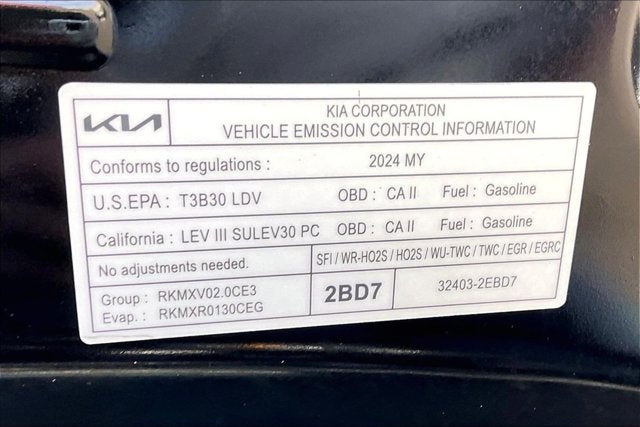 KIA
KIA CORPORATION
VEHICLE EMISSION CONTROL INFORMATION
Conforms to regulations : 2024 MY
U.S.EPA : T3B30 LDV OBD : CA II Fuel : Gasoline
California : LEV III SULEV30 PC OBD : CA II Fuel : Gasoline
No adjustments needed. SFI / WR-HO2S / HO2S / WU-TWC / TWC / EGR / EGRC
Group : RKMXV02.0CE3
Evap. : RKMXR0130CEG
2BD7
32403-2EBD7